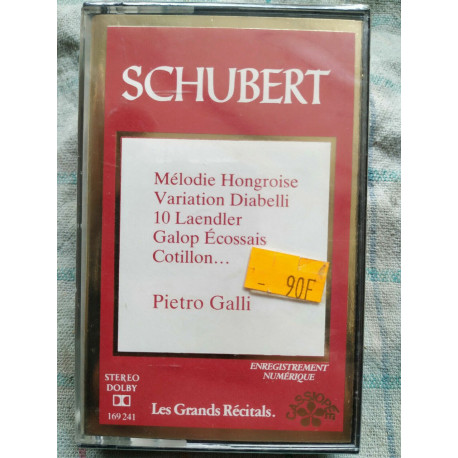 SCHUBERT
Mélodie Hongroise
Variation Diabelli
10 Laendler
Galop Écossais
Cotillon...
90F
Pietro Galli
ENREGISTREMENT
NUMÉRIQUE
STEREO
DOLBY
169 241
Les Grands Récitals.